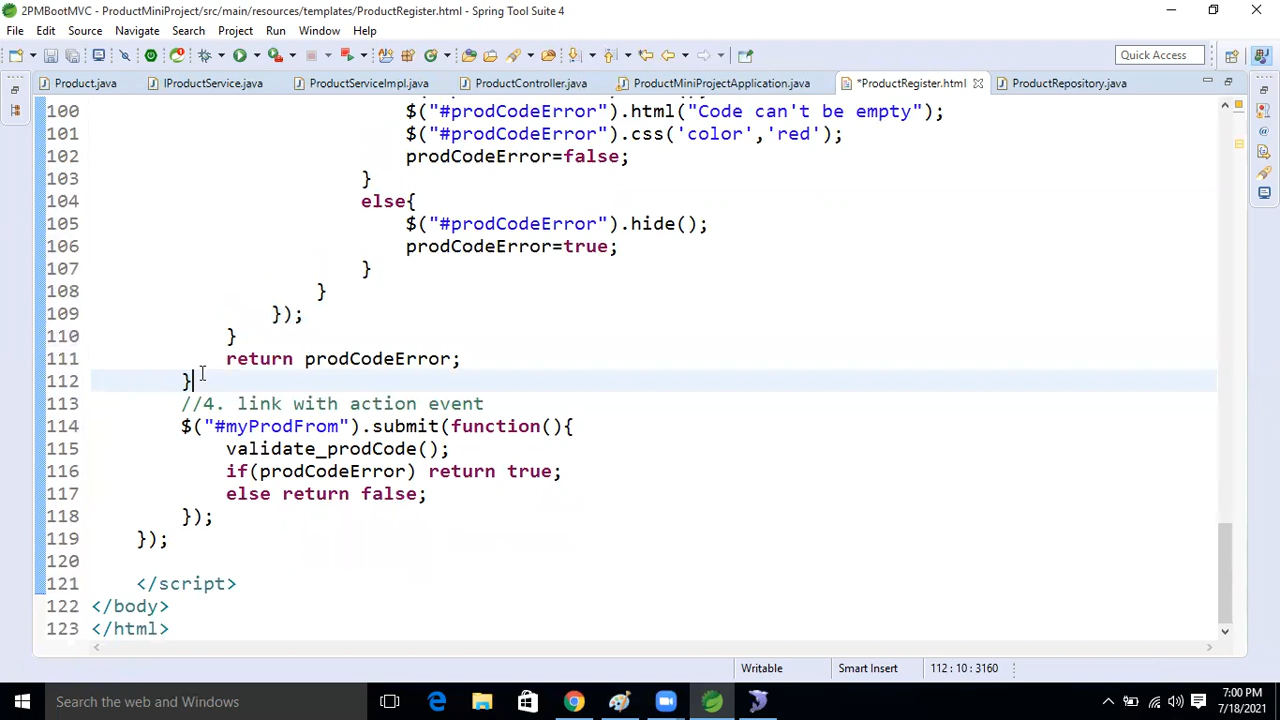 2PMBootMVC - ProductMiniProject/src/main/resources/templates/ProductRegister.html - Spring Tool Suite 4
File Edit Source Navigate Search Project Run Window Help
Quick Access
Product.java IProductService.java ProductServiceImpl.java ProductController.java ProductMiniProjectApplication.java *ProductRegister.html ProductRepository.java
100 $("#prodCodeError").html("Code can't be empty");
101 $("#prodCodeError").css('color','red');
102 prodCodeError=false;
103 }
104 else{
105 $("#prodCodeError").hide();
106 prodCodeError=true;
107 }
108 }
109 });
110 }
111 return prodCodeError;
112 }
113 //4. link with action event
114 $("#myProdFrom").submit(function(){
115 validate_prodCode();
116 if(prodCodeError) return true;
117 else return false;
118 });
119 });
120
121 </script>
122 </body>
123 </html>
Writable Smart Insert 112 : 10 : 3160
Search the web and Windows
7:00 PM
7/18/2021